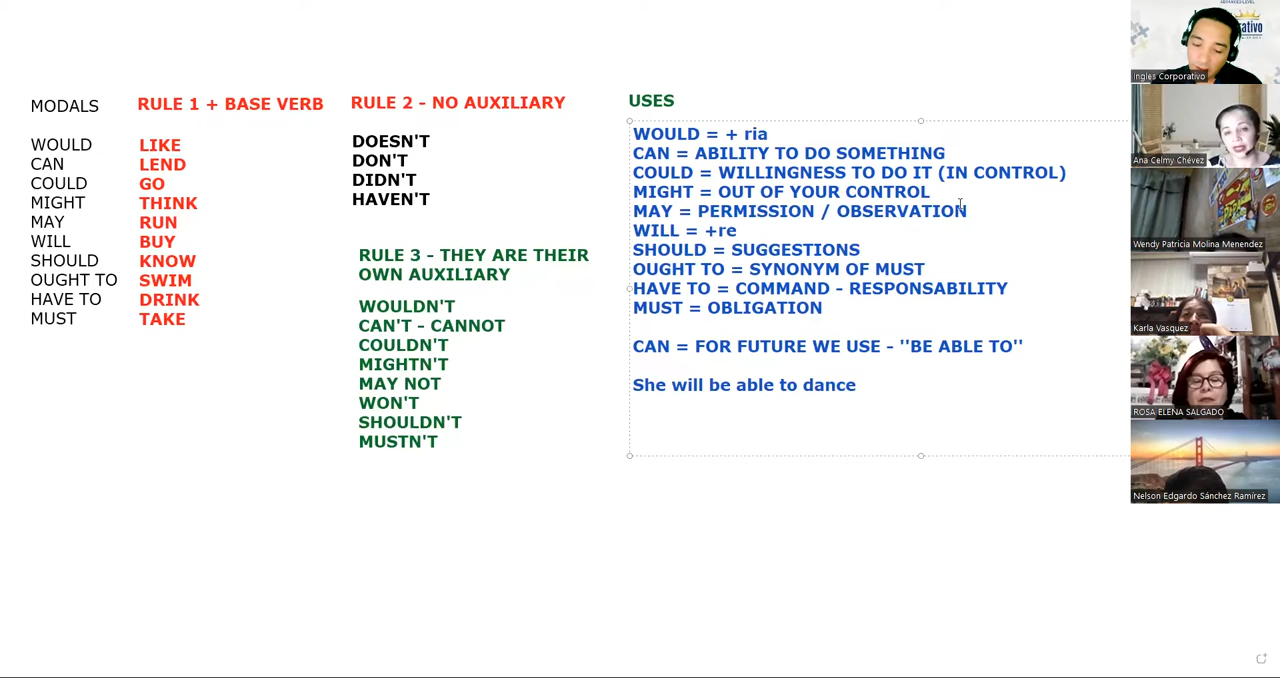 MODALS
WOULD
CAN
COULD
MIGHT
MAY
WILL
SHOULD
OUGHT TO
HAVE TO
MUST
RULE 1 + BASE VERB
LIKE
LEND
GO
THINK
RUN
BUY
KNOW
SWIM
DRINK
TAKE
RULE 2 - NO AUXILIARY
DOESN'T
DON'T
DIDN'T
HAVEN'T
RULE 3 - THEY ARE THEIR
OWN AUXILIARY
WOULDN'T
CAN'T - CANNOT
COULDN'T
MIGHTN'T
MAY NOT
WON'T
SHOULDN'T
MUSTN'T
USES
WOULD = + ria
CAN = ABILITY TO DO SOMETHING
COULD = WILLINGNESS TO DO IT (IN CONTROL)
MIGHT = OUT OF YOUR CONTROL
MAY = PERMISSION / OBSERVATION
WILL = +re
SHOULD = SUGGESTIONS
OUGHT TO = SYNONYM OF MUST
HAVE TO = COMMAND - RESPONSABILITY
MUST = OBLIGATION
CAN = FOR FUTURE WE USE - ''BE ABLE TO''
She will be able to dance
Ingles Corporativo
Ana Celmy Chévez
Wendy Patricia Molina Menendez
Karla Vasquez
ROSA ELENA SALGADO
Nelson Edgardo Sánchez Ramírez